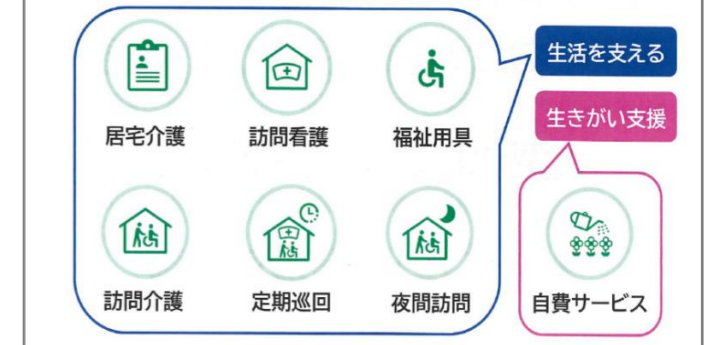 生活を支える
居宅介護
訪問看護
福祉用具
訪問介護
定期巡回
夜間訪問
生きがい支援
自費サービス